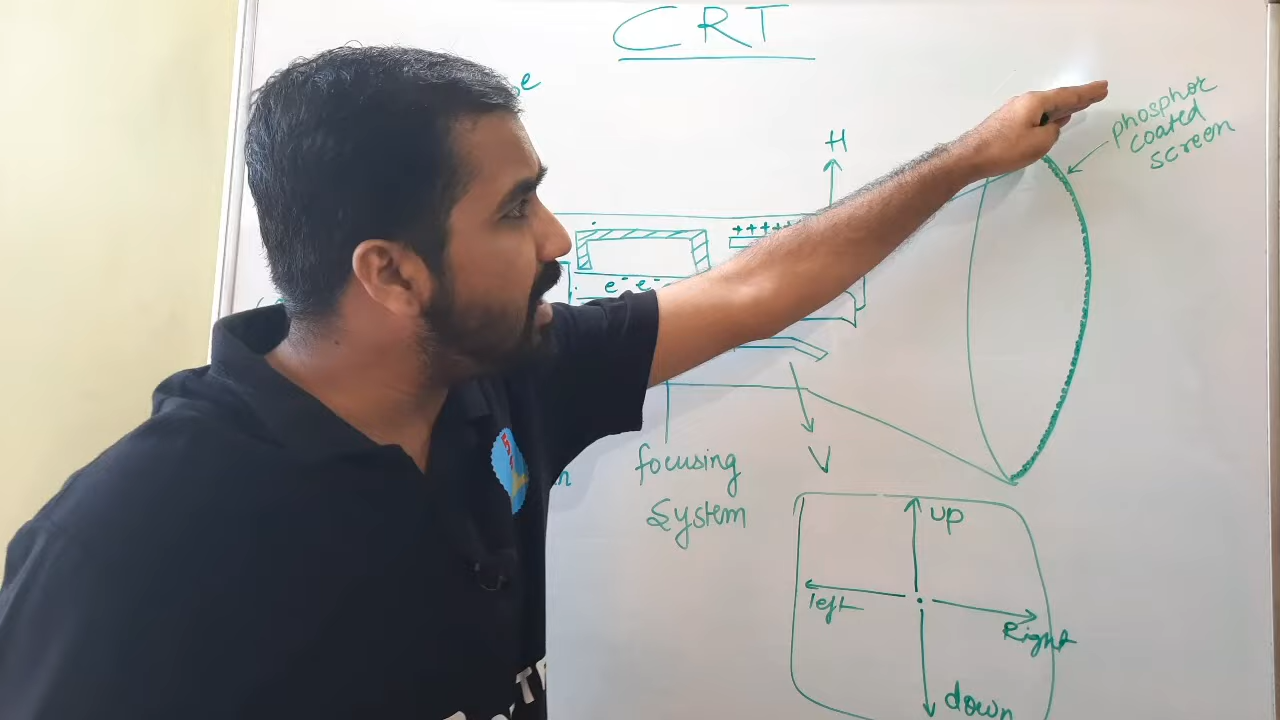 CRT
H
phosphor
coated
screen
+++++
e⁻ e⁻
V
focusing
System
up
left
Right
down